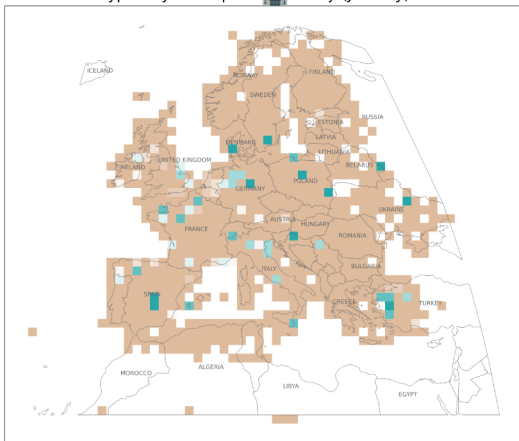 ICELAND
NORWAY
FINLAND
SWEDEN
RUSSIA
ESTONIA
LATVIA
DENMARK
LITHUANIA
UNITED KINGDOM
IRELAND
BELARUS
POLAND
GERMANY
UKRAINE
AUSTRIA
HUNGARY
FRANCE
ROMANIA
ITALY
BULGARIA
SPAIN
GREECE
TURKEY
ALGERIA
MOROCCO
LIBYA
EGYPT